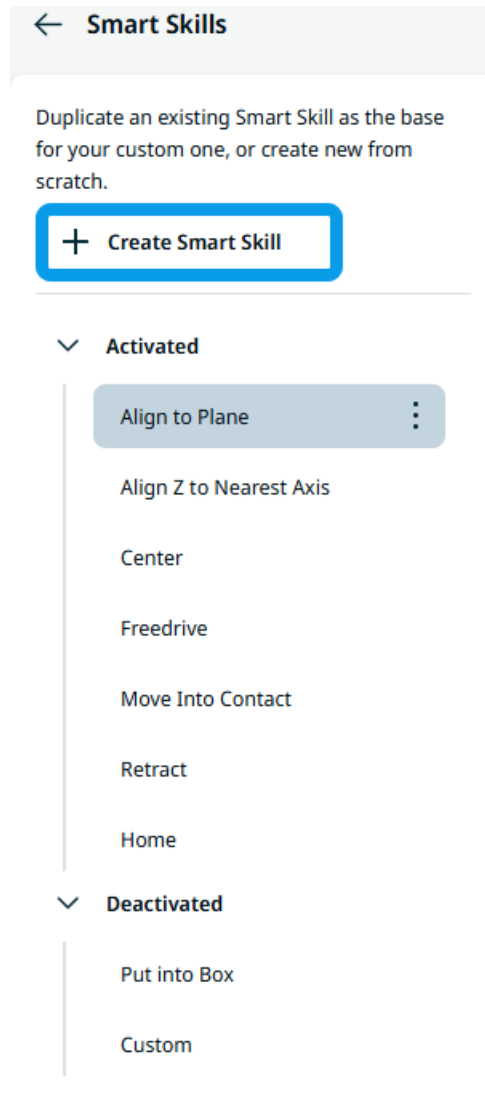 Smart Skills
Duplicate an existing Smart Skill as the base
for your custom one, or create new from
scratch.
Create Smart Skill
Activated
Align to Plane
Align Z to Nearest Axis
Center
Freedrive
Move Into Contact
Retract
Home
Deactivated
Put into Box
Custom